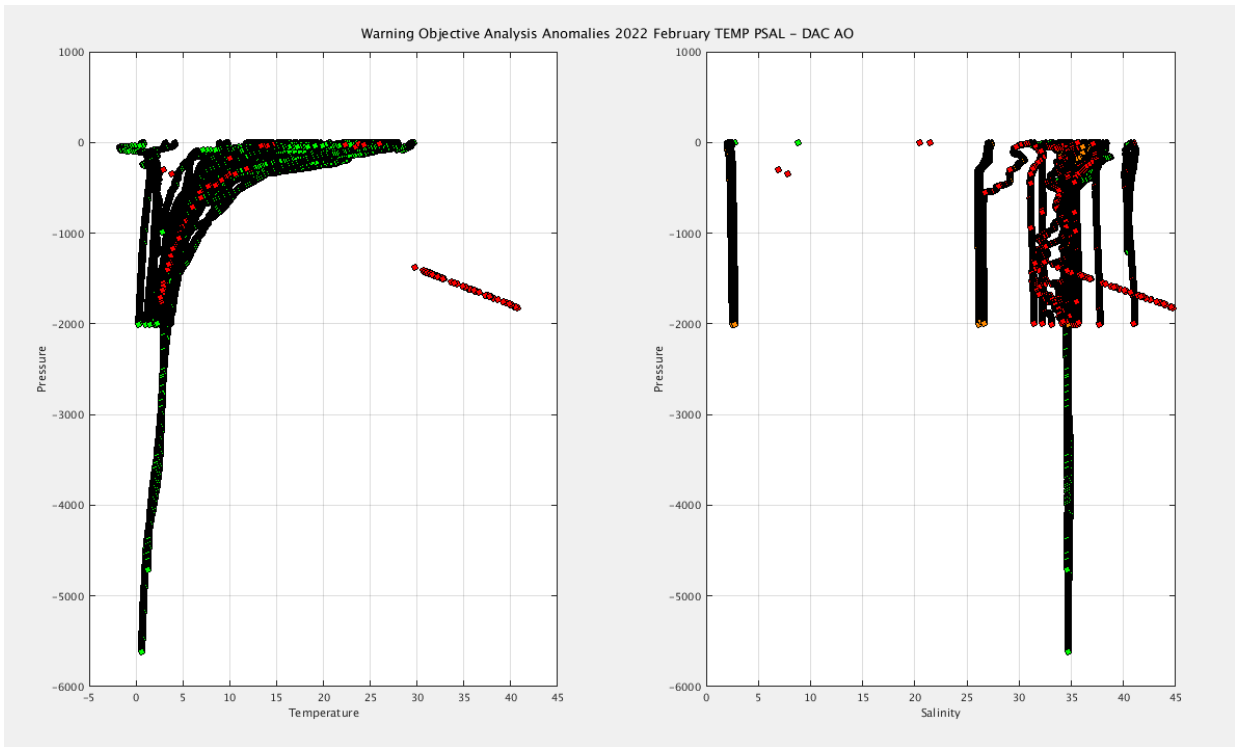 Warning Objective Analysis Anomalies 2022 February TEMP PSAL - DAC AO
1000
0
-1000
-2000
-3000
-4000
-5000
-6000
Pressure
-5 0 5 10 15 20 25 30 35 40 45
Temperature
1000
0
-1000
-2000
-3000
-4000
-5000
-6000
Pressure
0 5 10 15 20 25 30 35 40 45
Salinity